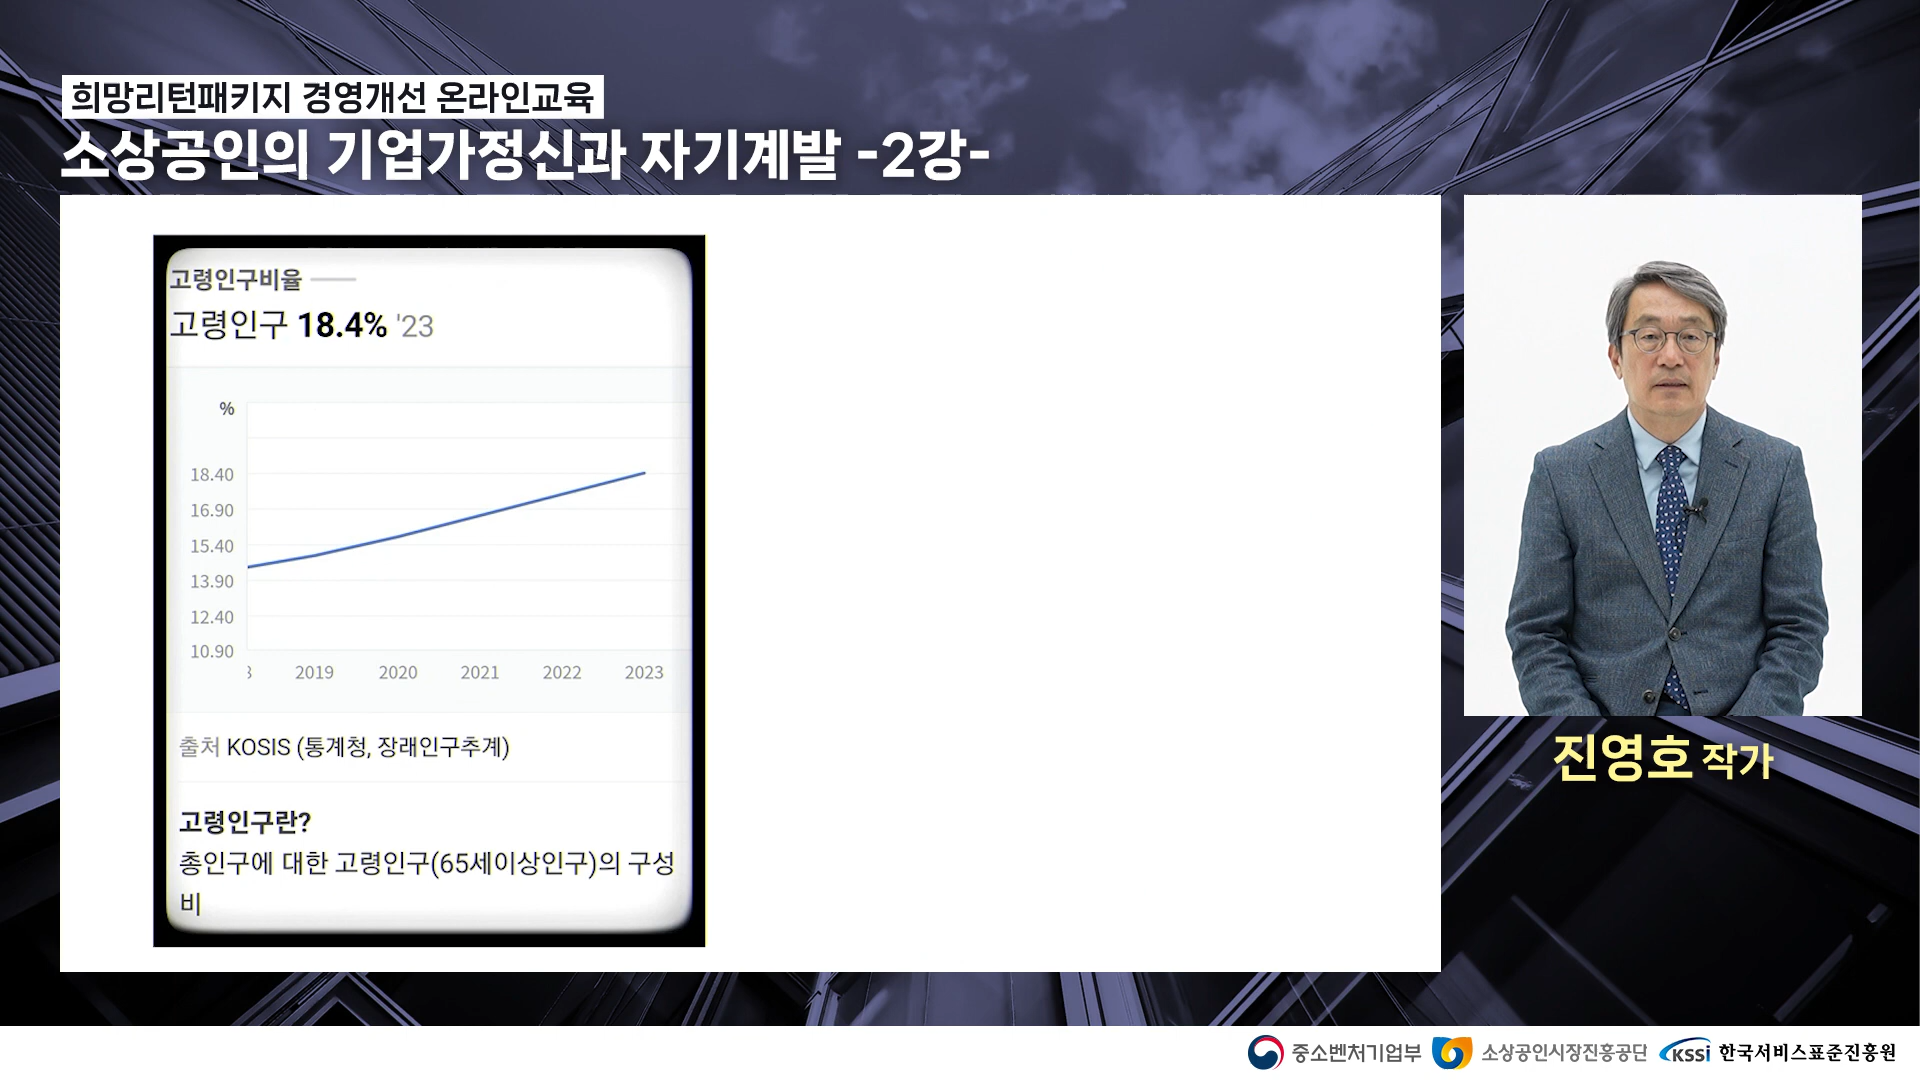 희망리턴패키지 경영개선 온라인교육
소상공인의 기업가정신과 자기계발 -2강-
고령인구비율
고령인구 18.4% '23
%
18.40
16.90
15.40
13.90
12.40
10.90
2019 2020 2021 2022 2023
출처 KOSIS (통계청, 장래인구추계)
고령인구란?
총인구에 대한 고령인구(65세이상인구)의 구성
비
진영호 작가
중소벤처기업부 소상공인시장진흥공단 KSSi 한국서비스표준진흥원